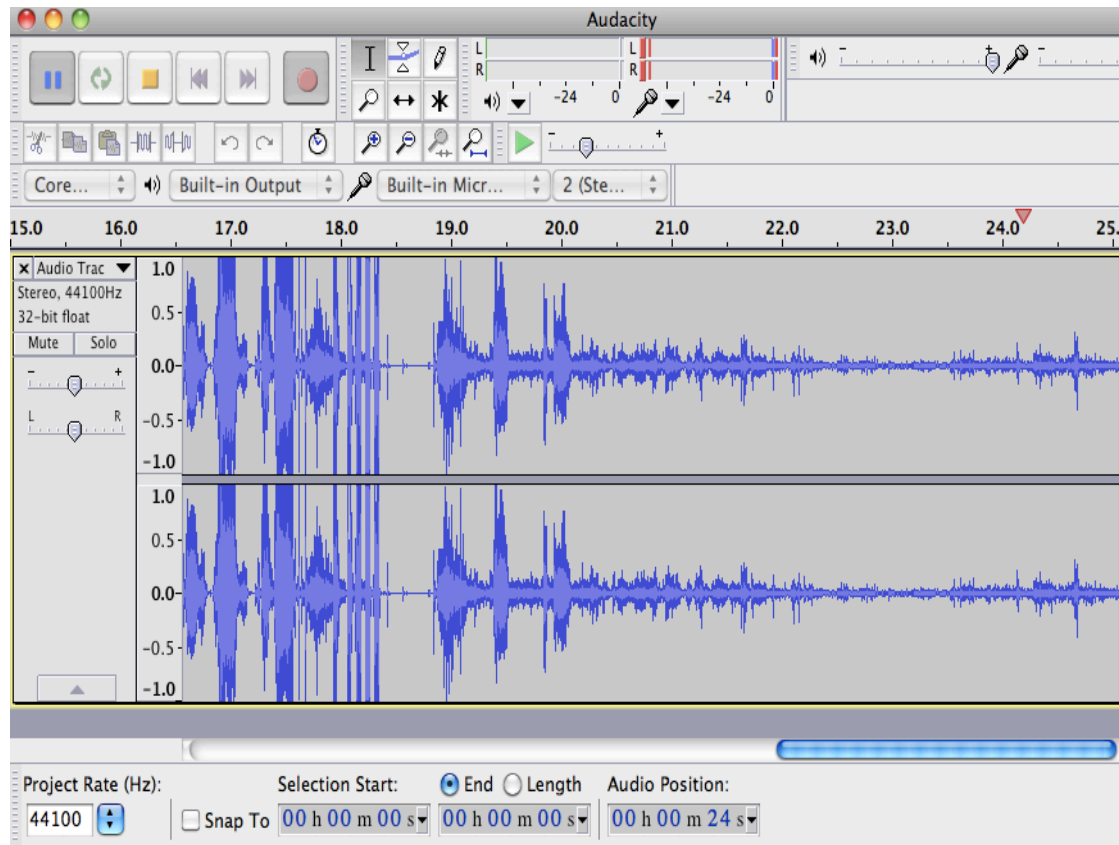 Audacity
L
R
-24 0
L
R
-24 0
- +
-
- +
Core...
Built-in Output
Built-in Micr...
2 (Ste...
15.0 16.0 17.0 18.0 19.0 20.0 21.0 22.0 23.0 24.0 25.
Audio Trac
Stereo, 44100Hz
32-bit float
Mute Solo
- +
L R
1.0
0.5-
0.0-
-0.5-
-1.0
1.0
0.5-
0.0-
-0.5-
-1.0
Project Rate (Hz): Selection Start: End Length Audio Position:
44100 Snap To 00 h 00 m 00 s 00 h 00 m 00 s 00 h 00 m 24 s